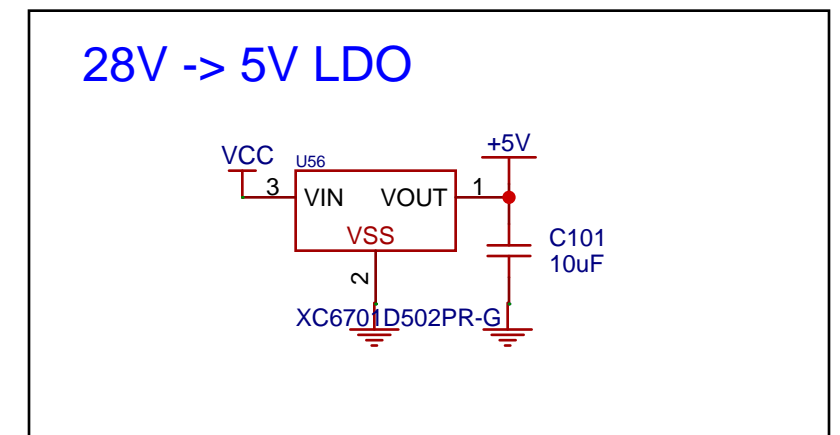 28V -> 5V LDO
+5V
VCC
U56
3
VIN
VOUT
1
VSS
C101
10uF
2
XC6701D502PR-G